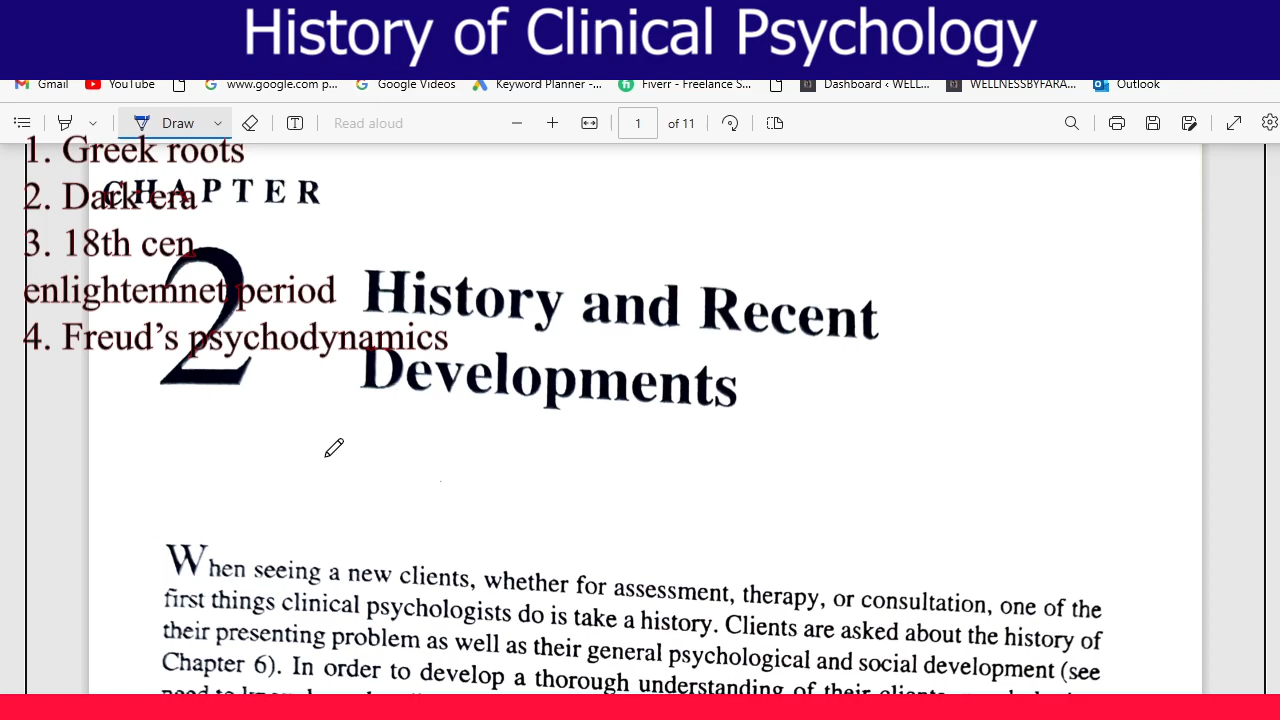 History of Clinical Psychology
Gmail YouTube www.google.com p... Google Videos Keyword Planner -... Fiverr - Freelance S... Dashboard ‹ WELL... WELLNESSBYFARA... Outlook
Draw Read aloud 1 of 11
1. Greek roots
2. Dark era
3. 18th cen
enlightemnet period
4. Freud's psychodynamics
CHAPTER
2
History and Recent
Developments
When seeing a new clients, whether for assessment, therapy, or consultation, one of the
first things clinical psychologists do is take a history. Clients are asked about the history of
their presenting problem as well as their general psychological and social development (see
Chapter 6). In order to develop a thorough understanding of their clients,